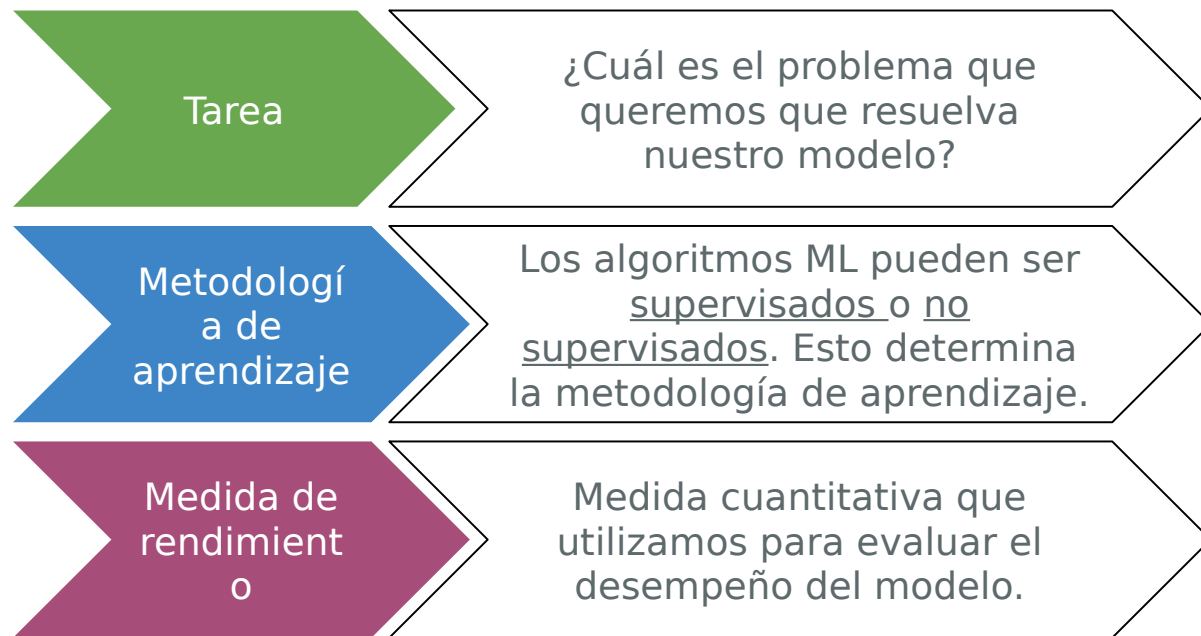 Tarea
¿Cuál es el problema que
queremos que resuelva
nuestro modelo?
Metodologí
a de
aprendizaje
Los algoritmos ML pueden ser
supervisados o no
supervisados. Esto determina
la metodología de aprendizaje.
Medida de
rendimient
o
Medida cuantitativa que
utilizamos para evaluar el
desempeño del modelo.